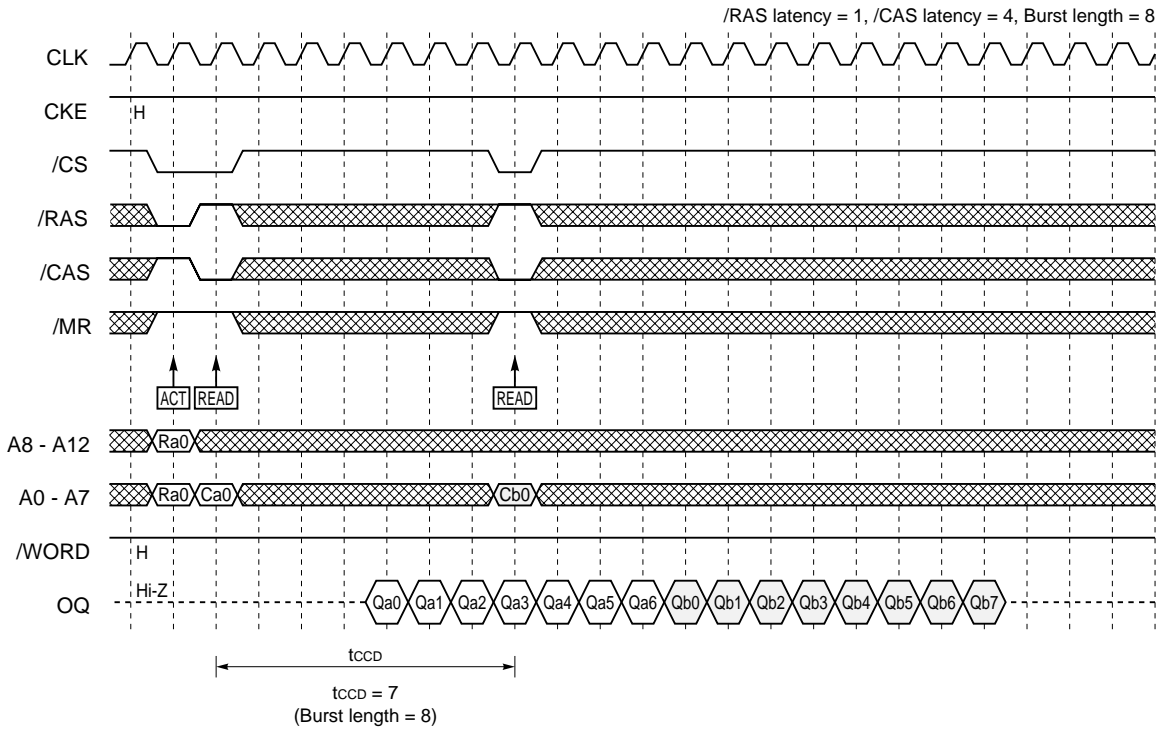 /RAS latency = 1, /CAS latency = 4, Burst length = 8
CLK
CKE H
/CS
/RAS
/CAS
/MR
ACT READ READ
A8 - A12 Ra0
A0 - A7 Ra0 Ca0 Cb0
/WORD H
OQ Hi-Z Qa0 Qa1 Qa2 Qa3 Qa4 Qa5 Qa6 Qb0 Qb1 Qb2 Qb3 Qb4 Qb5 Qb6 Qb7
tCCD
tCCD = 7
(Burst length = 8)